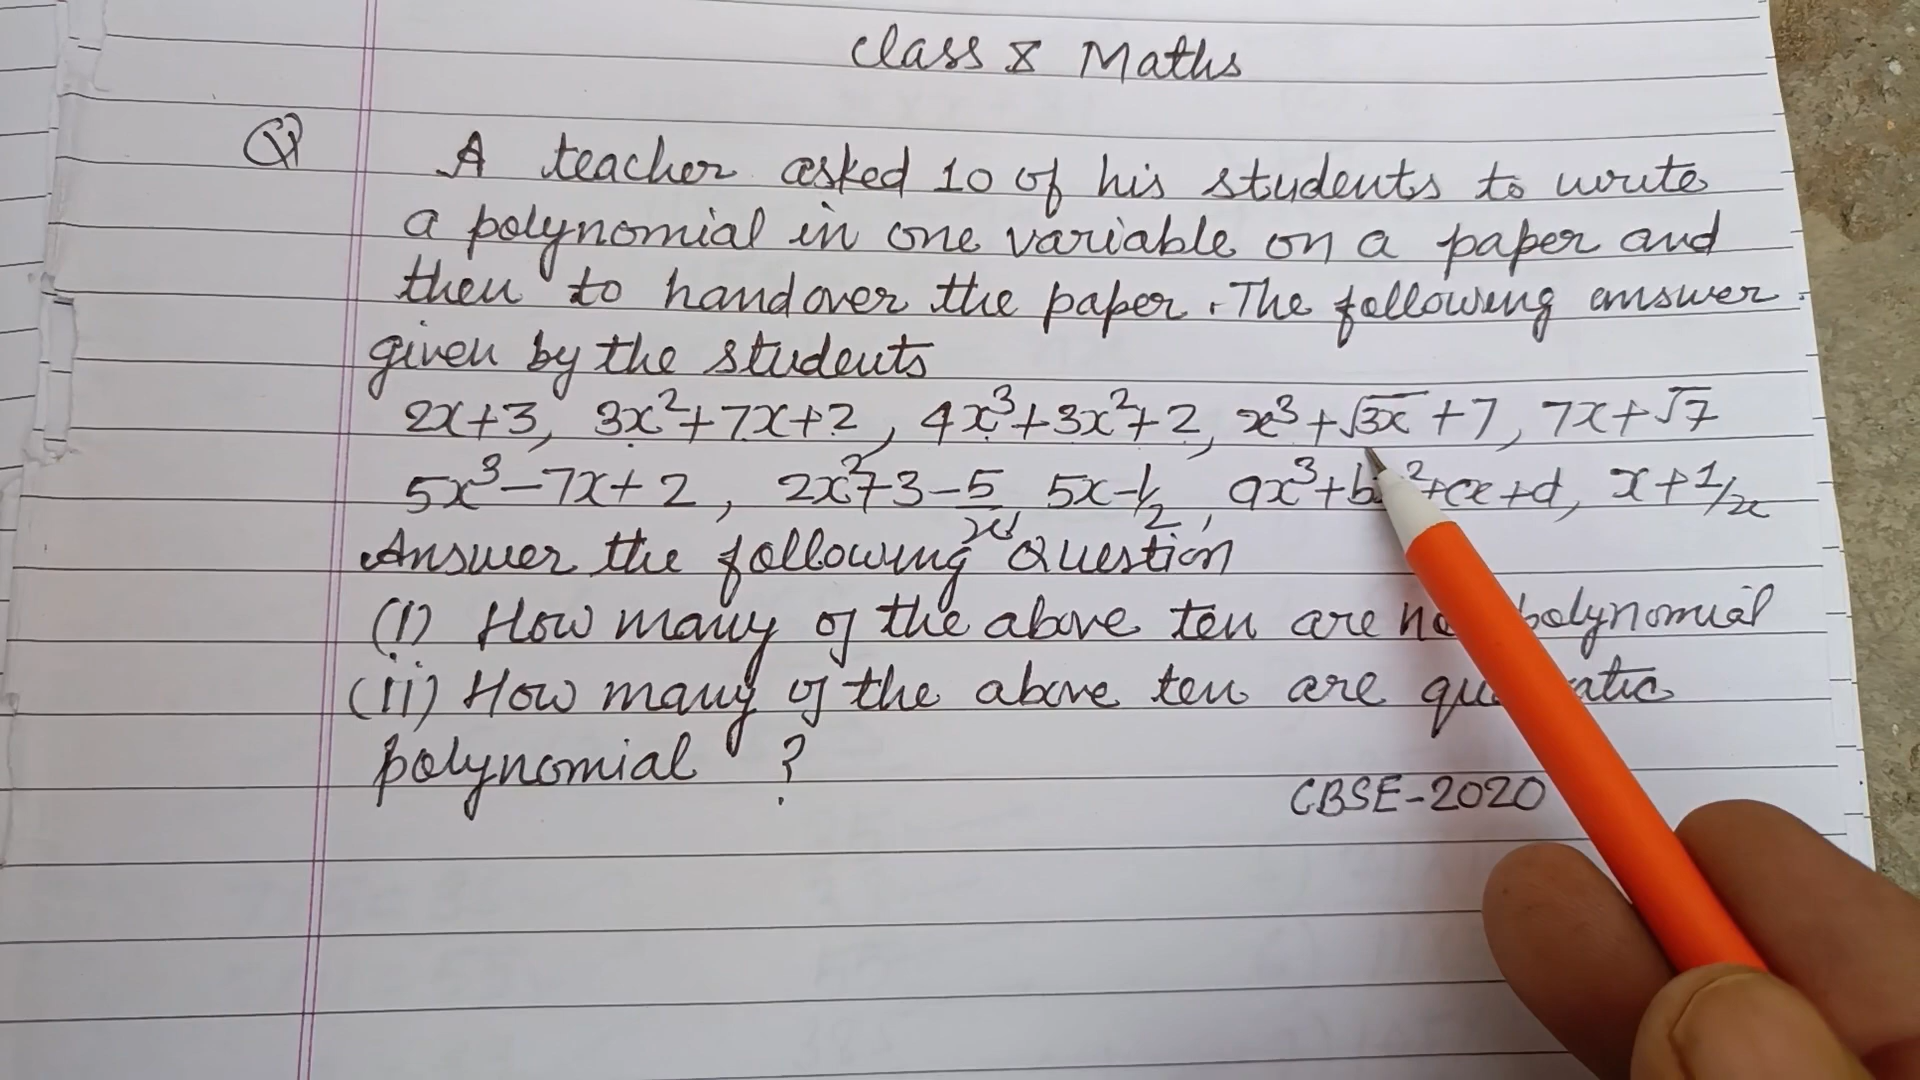 Class X Maths
Q A teacher asked 10 of his students to write
a polynomial in one variable on a paper and
then to handover the paper. The following answer
given by the students
2x+3, 3x²+7x+2, 4x³+3x²+2, x³+√3x+7, 7x+√7
5x³-7x+2, 2x²+3-5/x, 5x-1/2, ax³+bx²+cx+d, x+1/x
Answer the following Question
(I) How many of the above ten are not polynomial
(ii) How many of the above ten are quadratic
polynomial ?
CBSE-2020